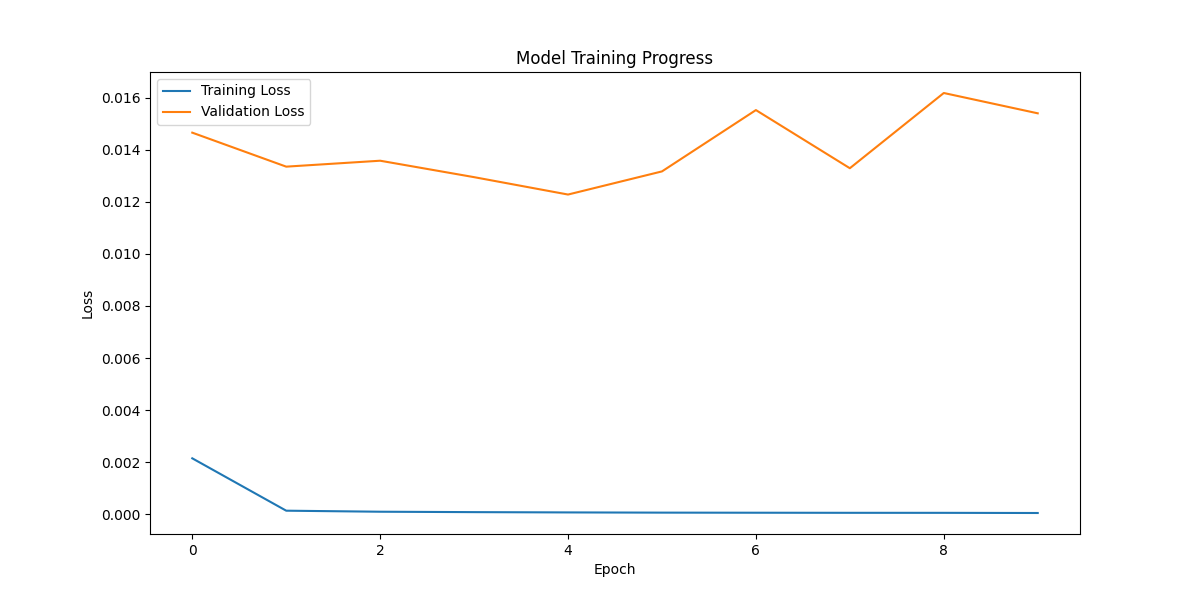 Model Training Progress
Training Loss
Validation Loss
0.016
0.014
0.012
0.010
0.008
0.006
0.004
0.002
0.000
Loss
0 2 4 6 8
Epoch